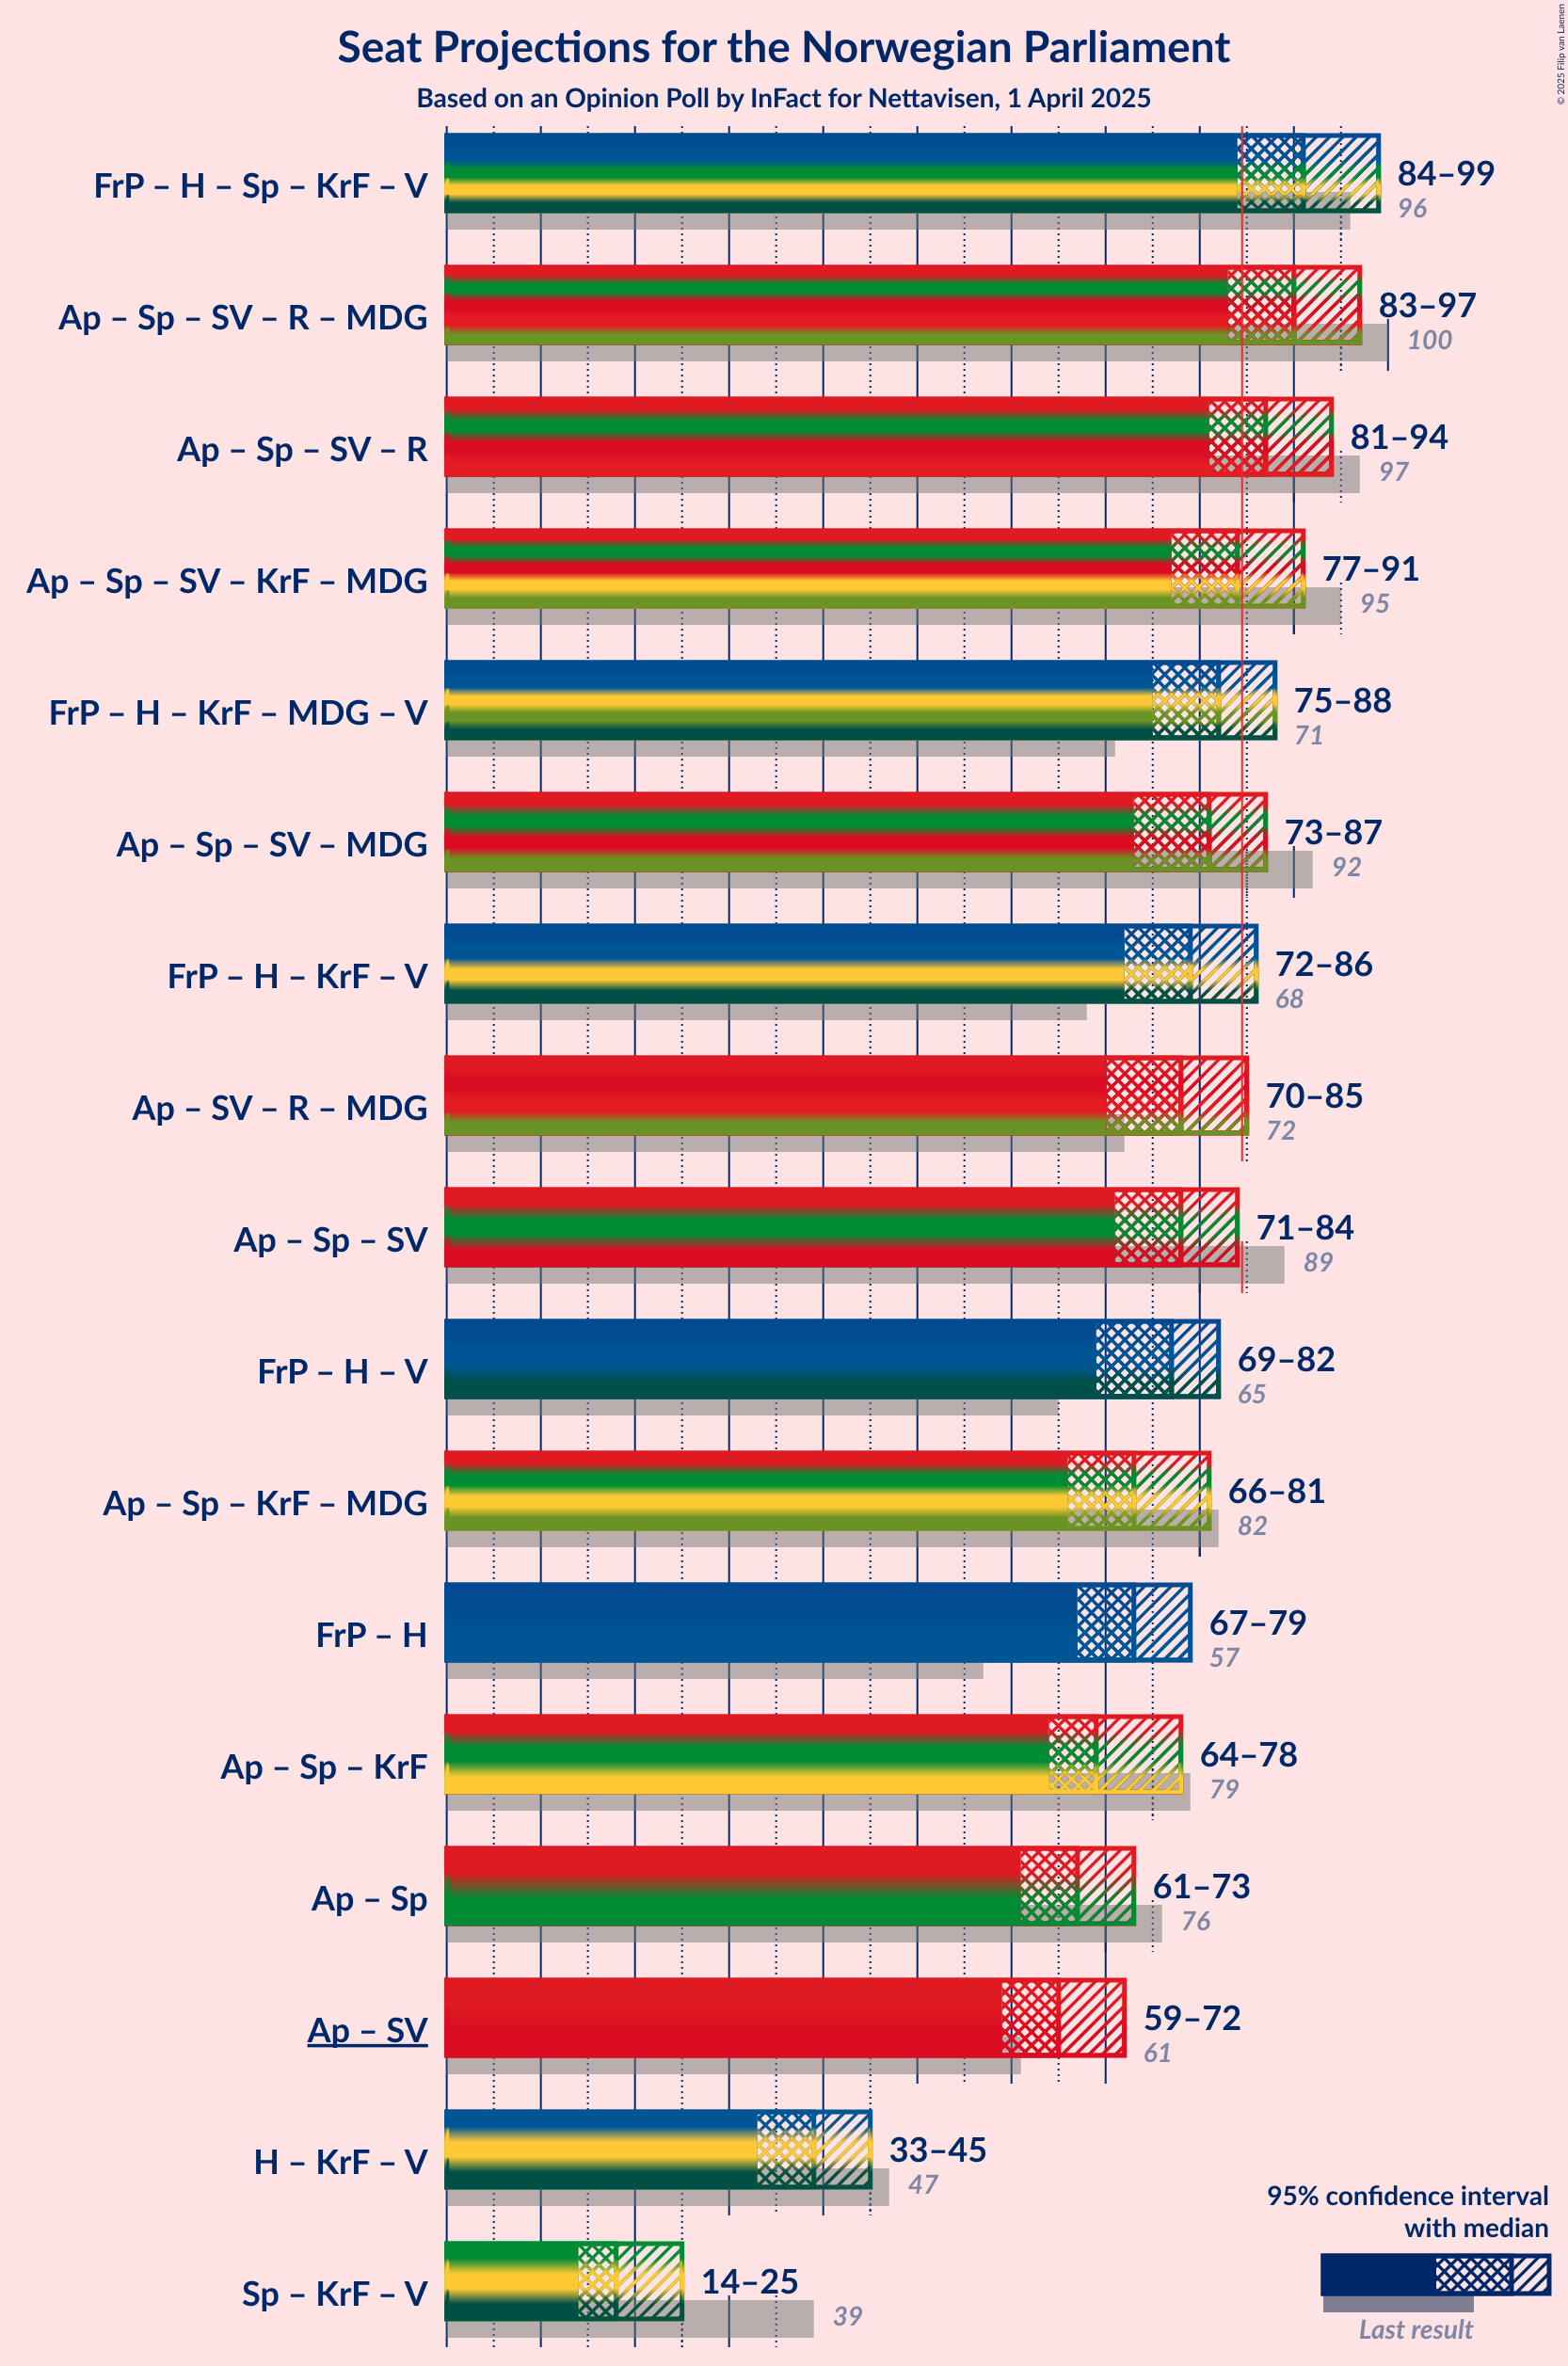 Seat Projections for the Norwegian Parliament
Based on an Opinion Poll by InFact for Nettavisen, 1 April 2025
© 2025 Filip van Laenen
FrP – H – Sp – KrF – V
84–99
96
Ap – Sp – SV – R – MDG
83–97
100
Ap – Sp – SV – R
81–94
97
Ap – Sp – SV – KrF – MDG
77–91
95
FrP – H – KrF – MDG – V
75–88
71
Ap – Sp – SV – MDG
73–87
92
FrP – H – KrF – V
72–86
68
Ap – SV – R – MDG
70–85
72
Ap – Sp – SV
71–84
89
FrP – H – V
69–82
65
Ap – Sp – KrF – MDG
66–81
82
FrP – H
67–79
57
Ap – Sp – KrF
64–78
79
Ap – Sp
61–73
76
Ap – SV
59–72
61
H – KrF – V
33–45
47
Sp – KrF – V
14–25
39
95% confidence interval
with median
Last result